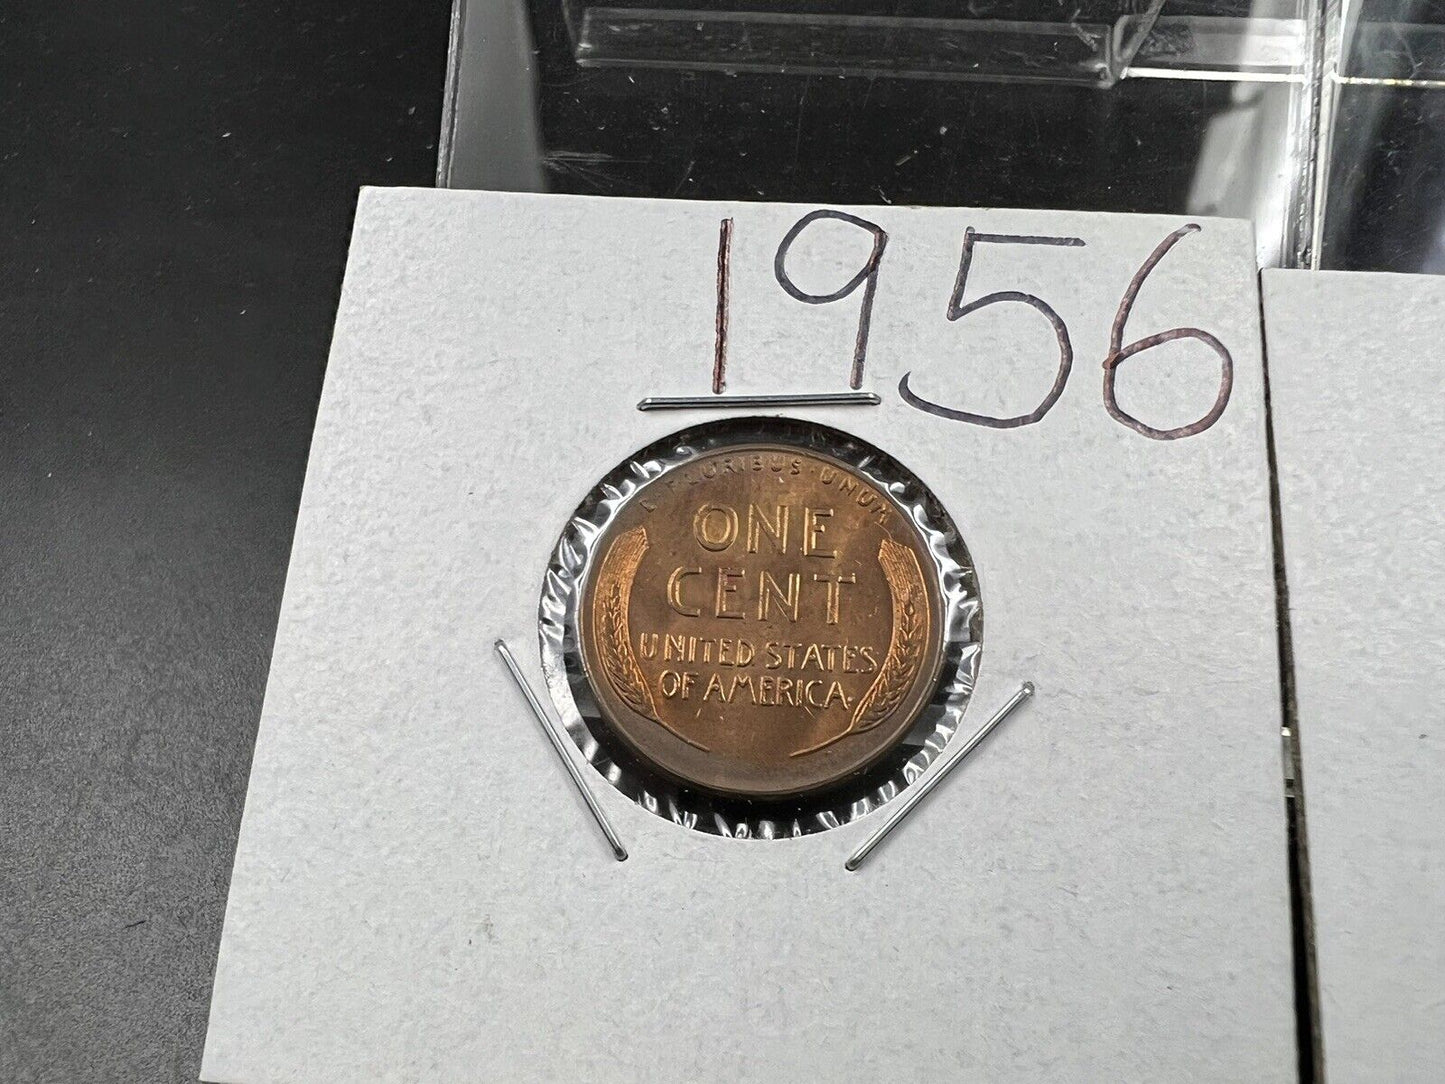 1956
E·PLURIBUS·UNUM
ONE
CENT
UNITED STATES
OF AMERICA